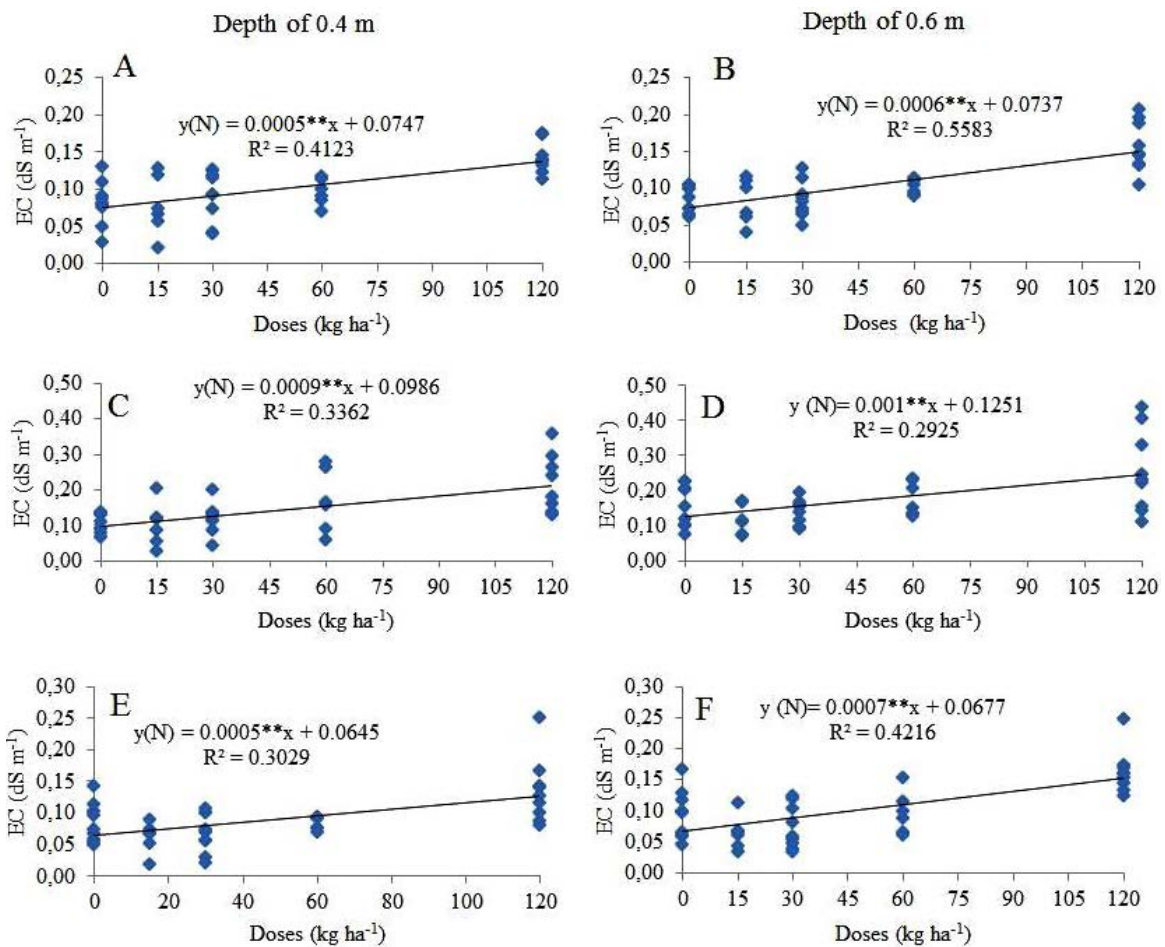 Depth of 0.4 m
Depth of 0.6 m
A
0,25
0,20
0,15
0,10
0,05
0,00
EC (dS m⁻¹)
y(N) = 0.0005**x + 0.0747
R² = 0.4123
0 15 30 45 60 75 90 105 120
Doses (kg ha⁻¹)
B
0,25
0,20
0,15
0,10
0,05
0,00
EC (dS m⁻¹)
y(N) = 0.0006**x + 0.0737
R² = 0.5583
0 15 30 45 60 75 90 105 120
Doses (kg ha⁻¹)
C
0,50
0,40
0,30
0,20
0,10
0,00
EC (dS m⁻¹)
y(N) = 0.0009**x + 0.0986
R² = 0.3362
0 15 30 45 60 75 90 105 120
Doses (kg ha⁻¹)
D
0,50
0,40
0,30
0,20
0,10
0,00
EC (dS m⁻¹)
y (N)= 0.001**x + 0.1251
R² = 0.2925
0 15 30 45 60 75 90 105 120
Doses (kg ha⁻¹)
E
0,30
0,25
0,20
0,15
0,10
0,05
0,00
EC (dS m⁻¹)
y(N) = 0.0005**x + 0.0645
R² = 0.3029
0 20 40 60 80 100 120
Doses (kg ha⁻¹)
F
0,30
0,25
0,20
0,15
0,10
0,05
0,00
EC (dS m⁻¹)
y (N)= 0.0007**x + 0.0677
R² = 0.4216
0 15 30 45 60 75 90 105 120
Doses (kg ha⁻¹)